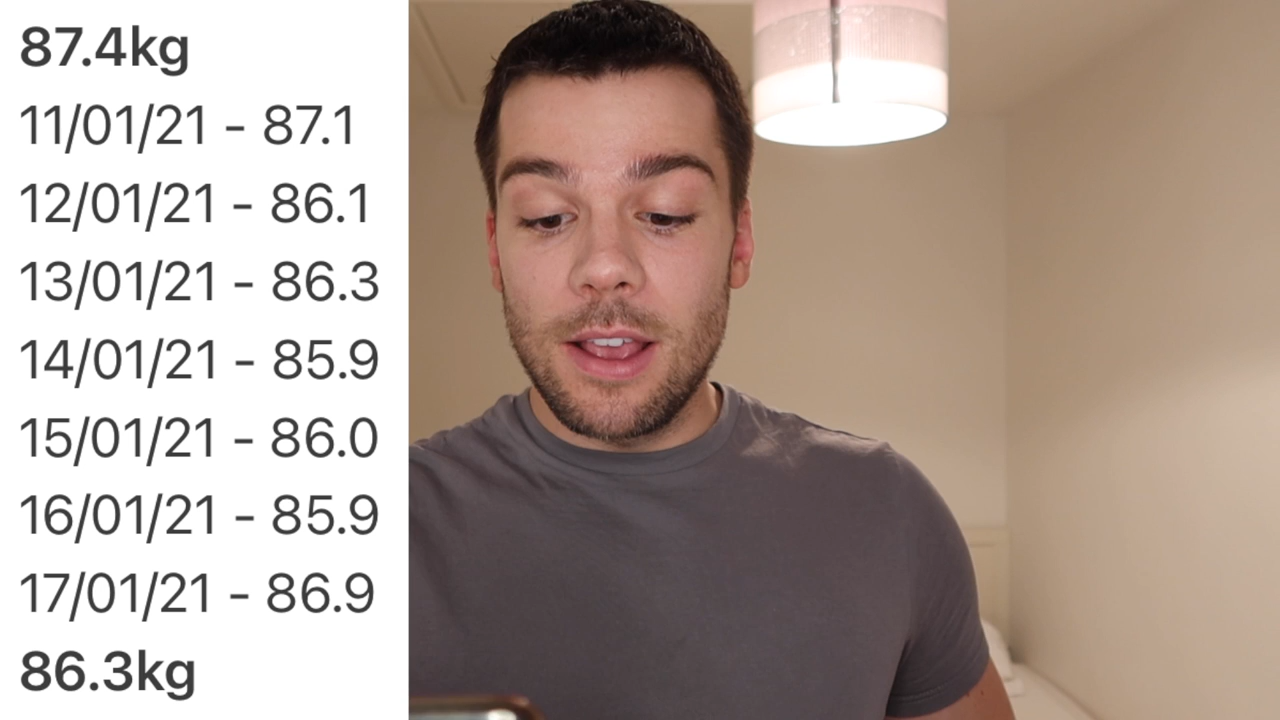 87.4kg
11/01/21 - 87.1
12/01/21 - 86.1
13/01/21 - 86.3
14/01/21 - 85.9
15/01/21 - 86.0
16/01/21 - 85.9
17/01/21 - 86.9
86.3kg